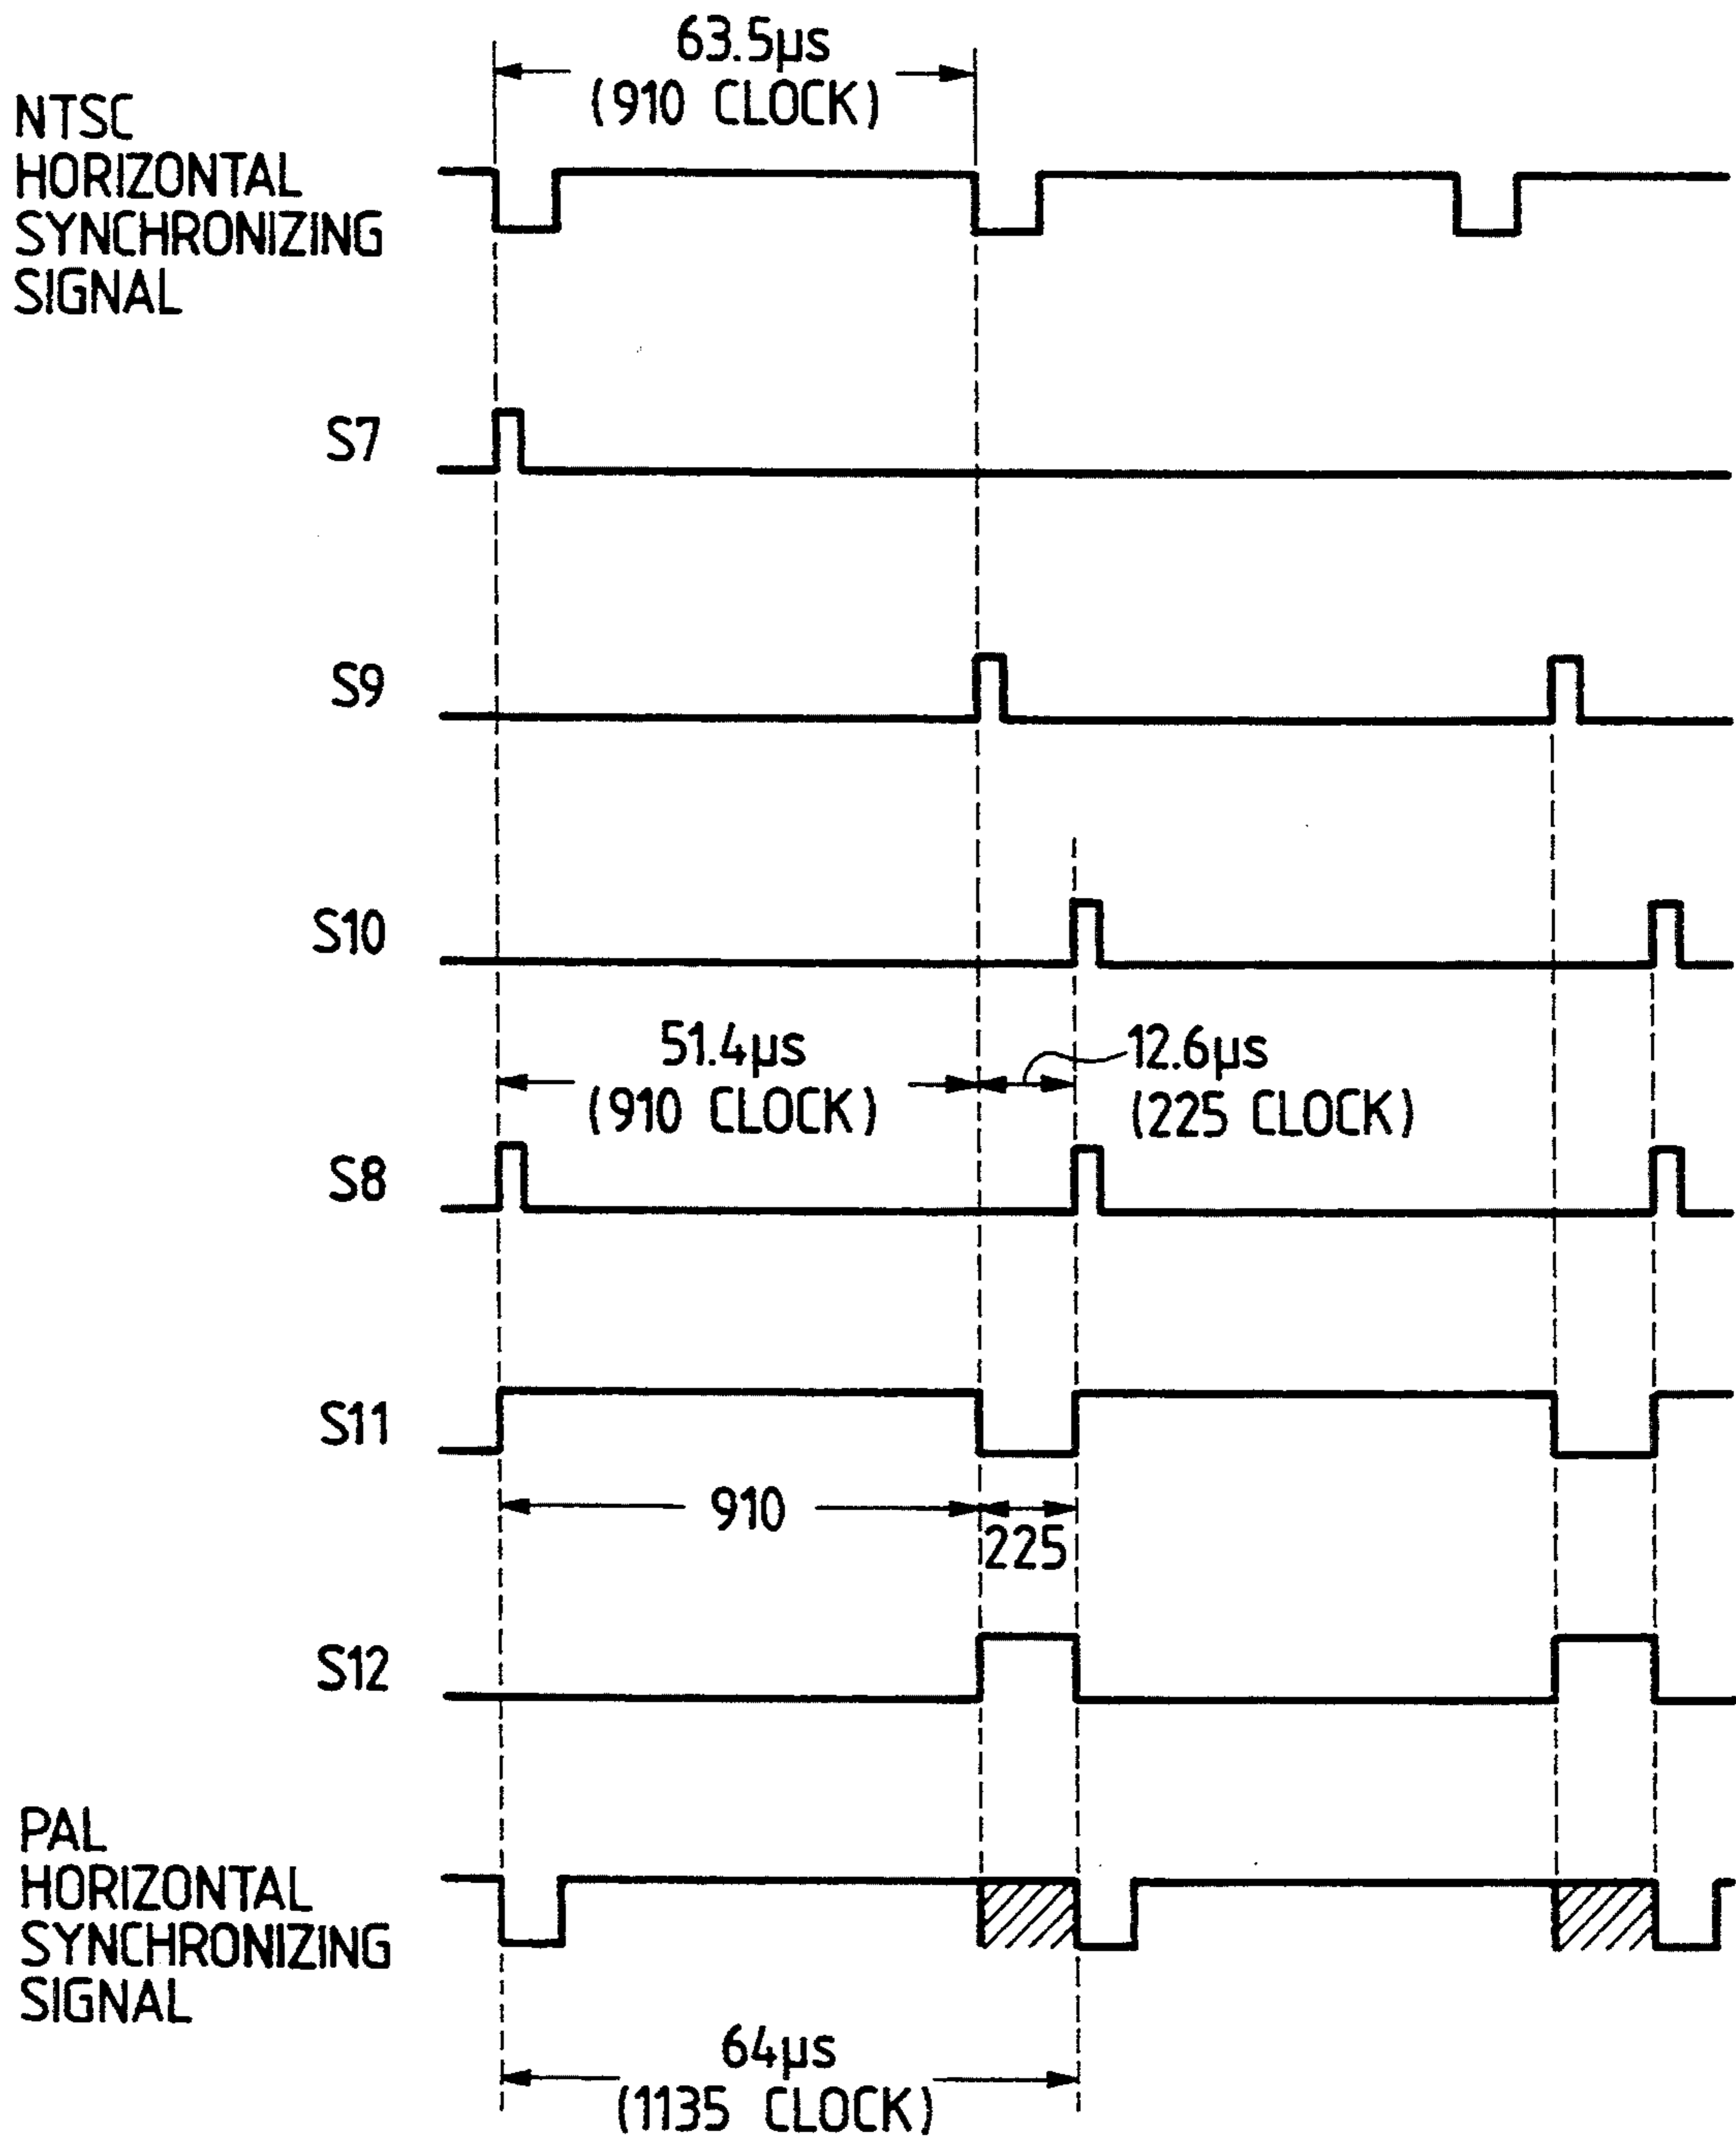 63.5μs
(910 CLOCK)
NTSC
HORIZONTAL
SYNCHRONIZING
SIGNAL
S7
S9
S10
51.4μs
(910 CLOCK)
12.6μs
(225 CLOCK)
S8
S11
910
225
S12
PAL
HORIZONTAL
SYNCHRONIZING
SIGNAL
64μs
(1135 CLOCK)